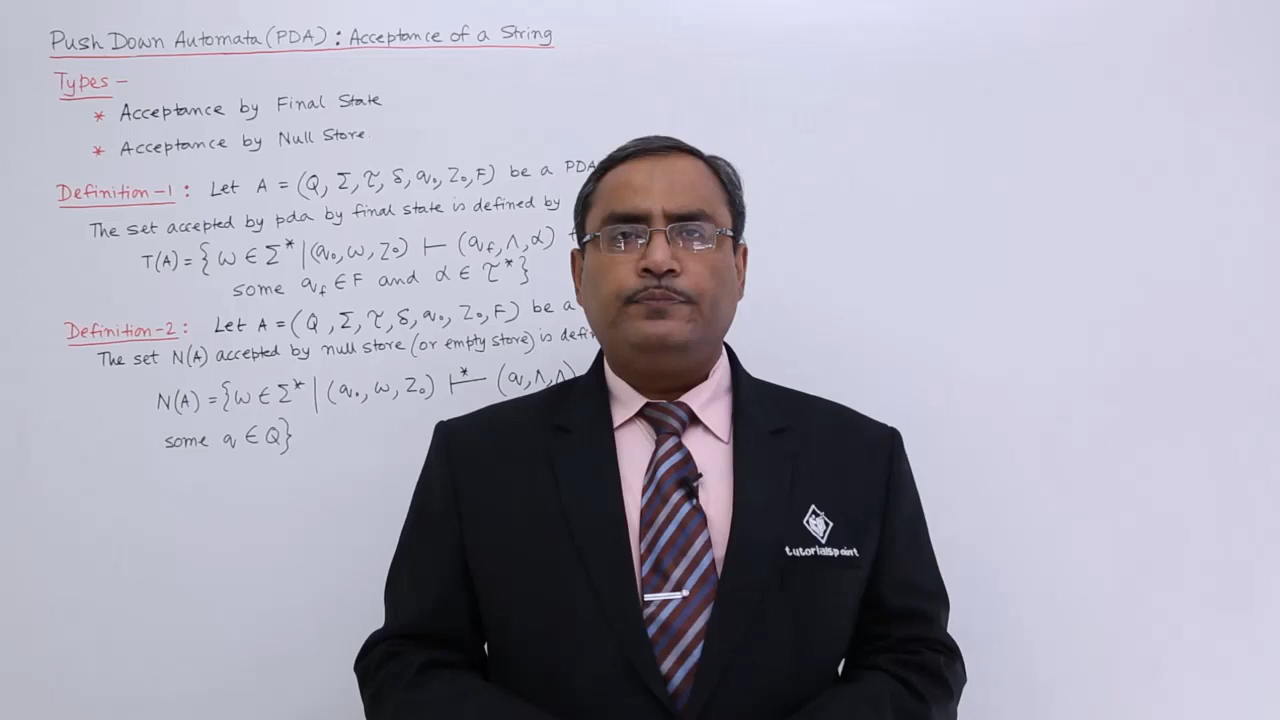 Push Down Automata (PDA) : Acceptance of a String
Types -
* Acceptance by Final State
* Acceptance by Null Store.
Definition-1 : Let A = (Q, Σ, τ, δ, q₀, Z₀, F) be a PDA
The set accepted by pda by final state is defined by
T(A) = { w ∈ Σ* | (q₀, w, Z₀) ⊢ (q_f, Λ, α)
some q_f ∈ F and α ∈ τ* }
Definition-2 : Let A = (Q, Σ, τ, δ, q₀, Z₀, F) be a
The set N(A) accepted by null store (or empty store) is defin
N(A) = { w ∈ Σ* | (q₀, w, Z₀) ⊢* (q, Λ, Λ)
some q ∈ Q}
tutorialspoint